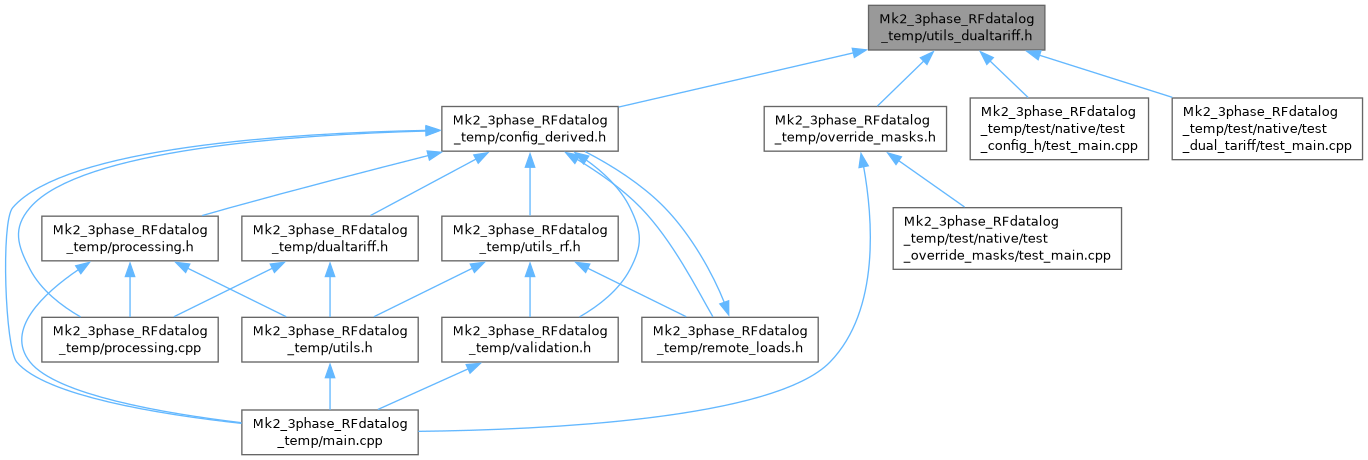 Mk2_3phase_RFdatalog
_temp/utils_dualtariff.h
Mk2_3phase_RFdatalog
_temp/config_derived.h
Mk2_3phase_RFdatalog
_temp/override_masks.h
Mk2_3phase_RFdatalog
_temp/test/native/test
_config_h/test_main.cpp
Mk2_3phase_RFdatalog
_temp/test/native/test
_dual_tariff/test_main.cpp
Mk2_3phase_RFdatalog
_temp/processing.h
Mk2_3phase_RFdatalog
_temp/dualtariff.h
Mk2_3phase_RFdatalog
_temp/utils_rf.h
Mk2_3phase_RFdatalog
_temp/test/native/test
_override_masks/test_main.cpp
Mk2_3phase_RFdatalog
_temp/processing.cpp
Mk2_3phase_RFdatalog
_temp/utils.h
Mk2_3phase_RFdatalog
_temp/validation.h
Mk2_3phase_RFdatalog
_temp/remote_loads.h
Mk2_3phase_RFdatalog
_temp/main.cpp